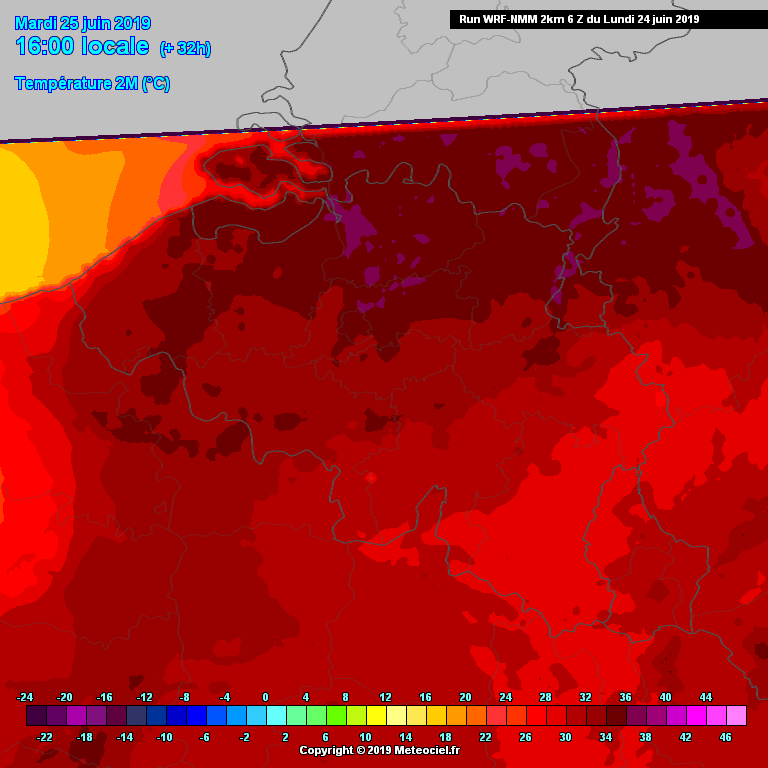 Mardi 25 juin 2019
Run WRF-NMM 2km 6 Z du Lundi 24 juin 2019
16:00 locale (+ 32h)
Température 2M (°C)
-24 -20 -16 -12 -8 -4 0 4 8 12 16 20 24 28 32 36 40 44
-22 -18 -14 -10 -6 -2 2 6 10 14 18 22 26 30 34 38 42 46
Copyright © 2019 Meteociel.fr